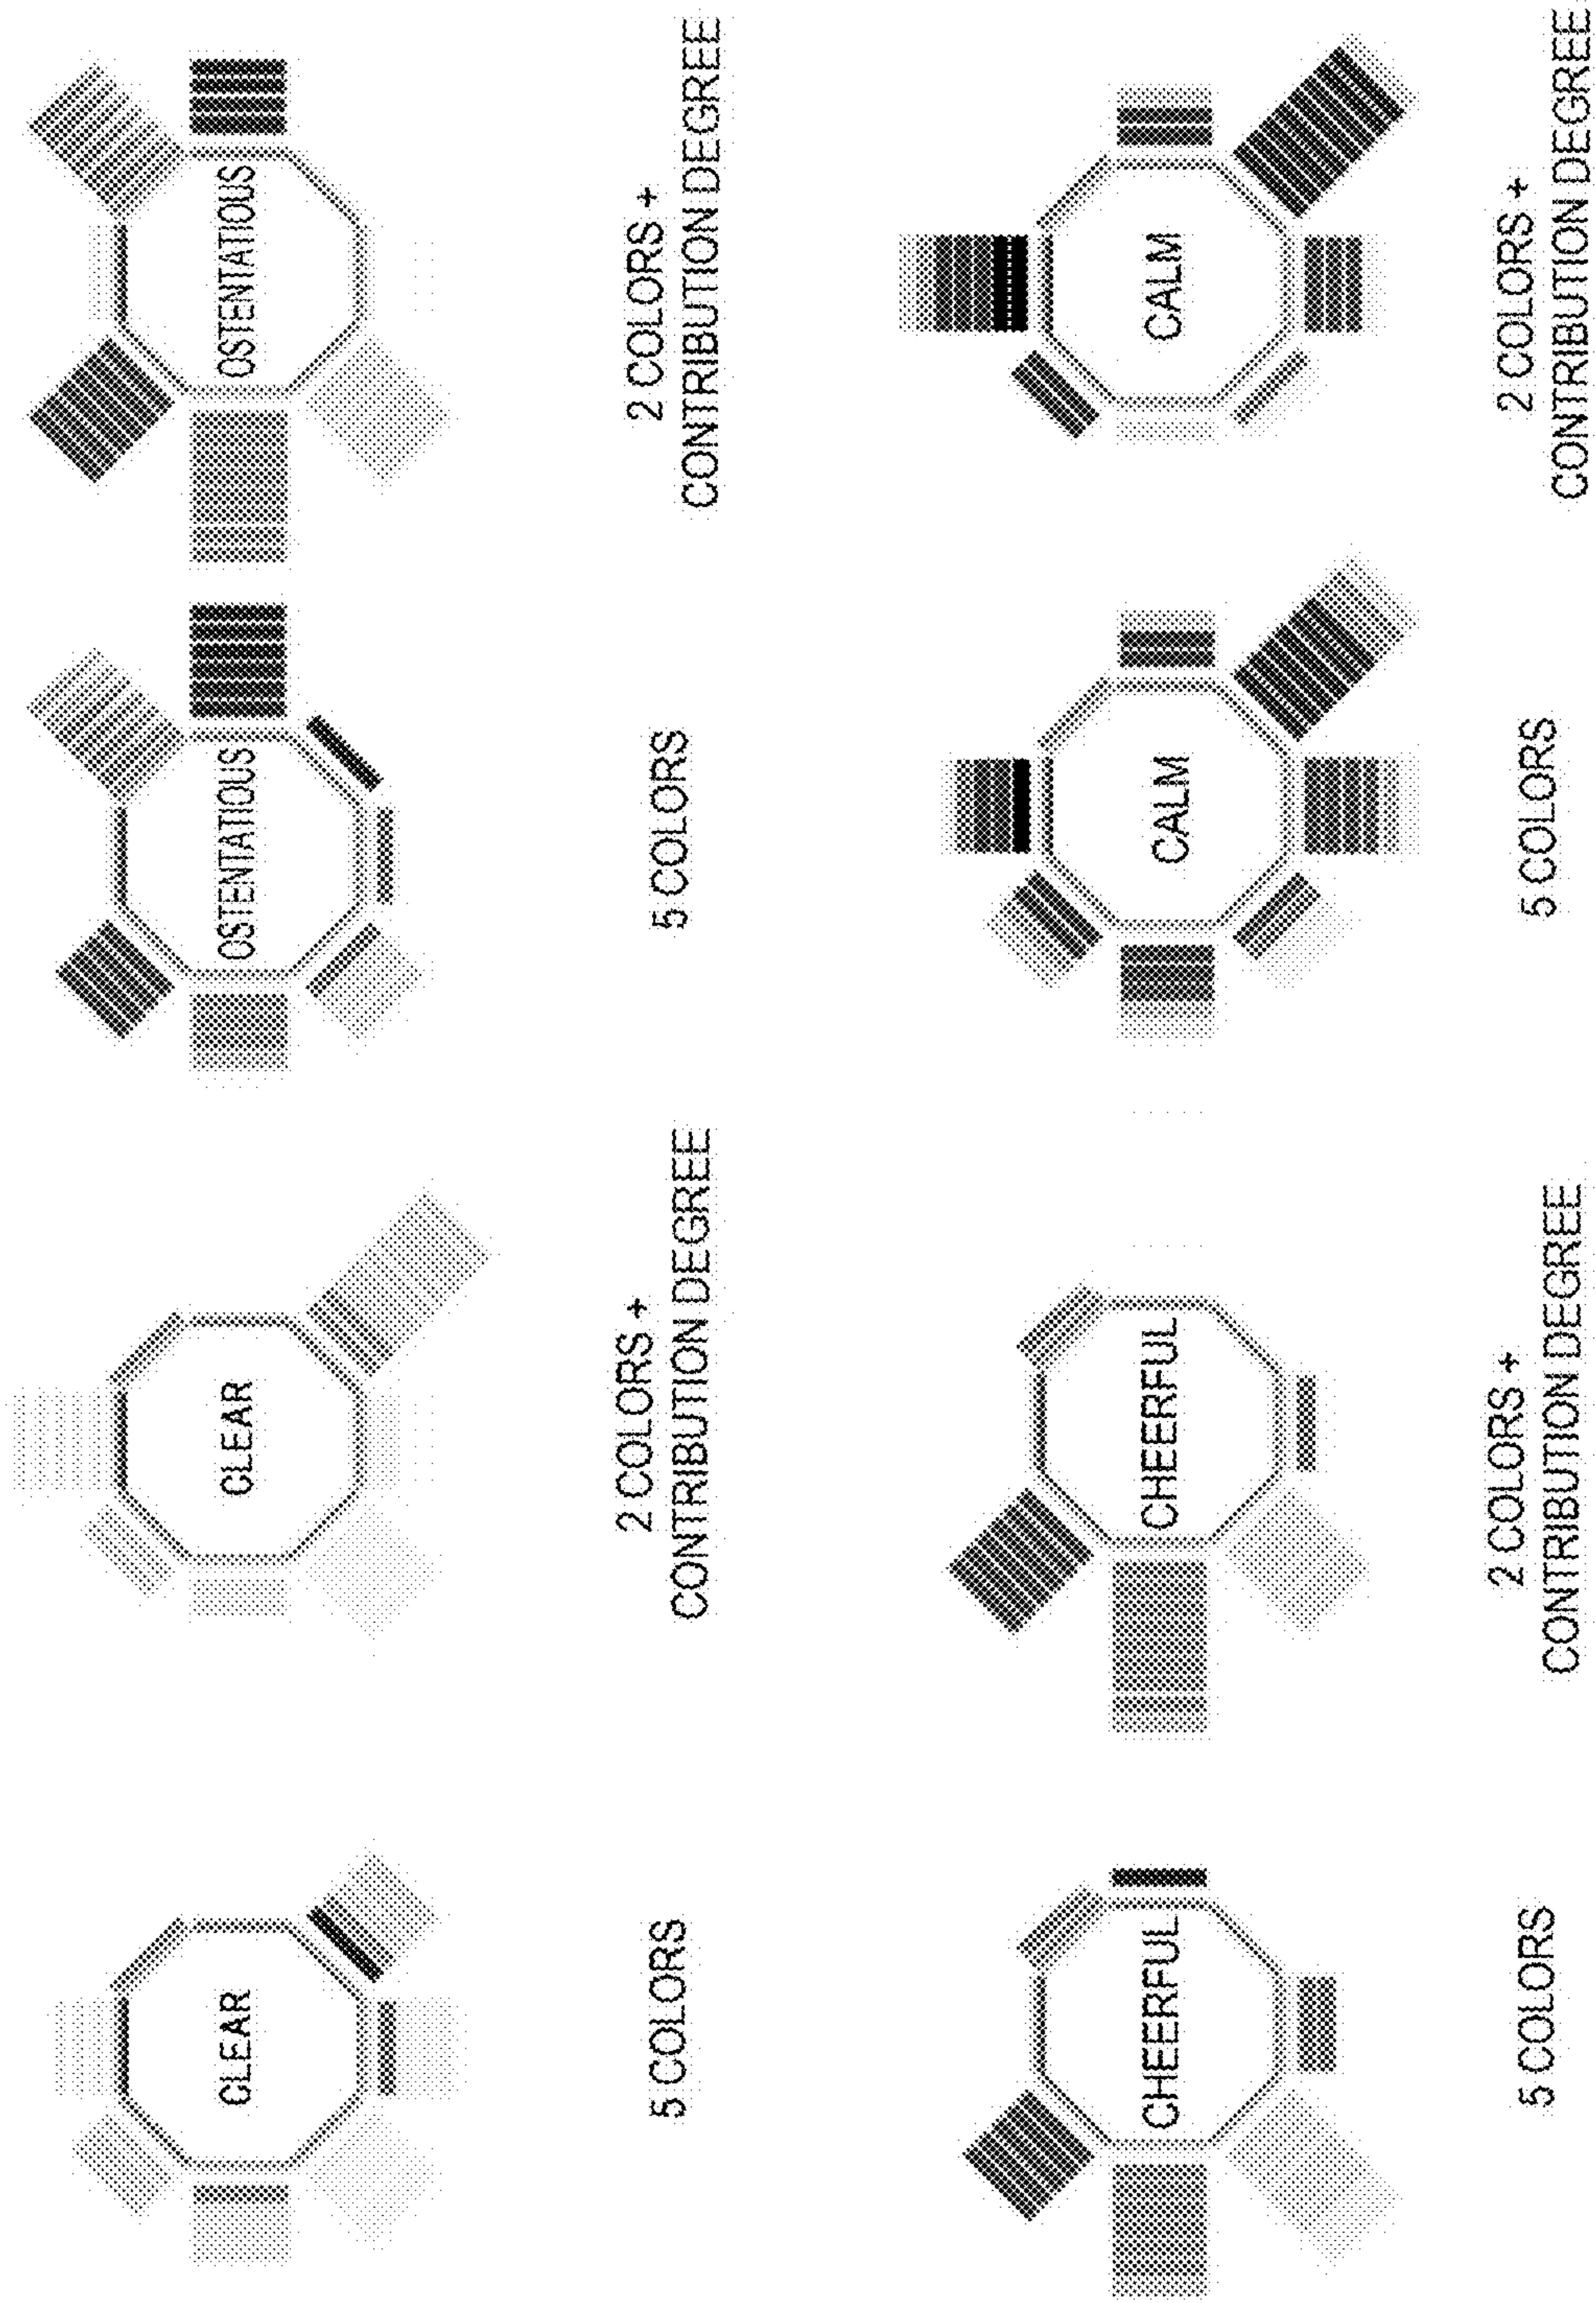 CLEAR
CLEAR
OSTENTATIOUS
OSTENTATIOUS
5 COLORS
2 COLORS +
CONTRIBUTION DEGREE
5 COLORS
2 COLORS +
CONTRIBUTION DEGREE
CHEERFUL
CHEERFUL
CALM
CALM
5 COLORS
2 COLORS +
CONTRIBUTION DEGREE
5 COLORS
2 COLORS +
CONTRIBUTION DEGREE